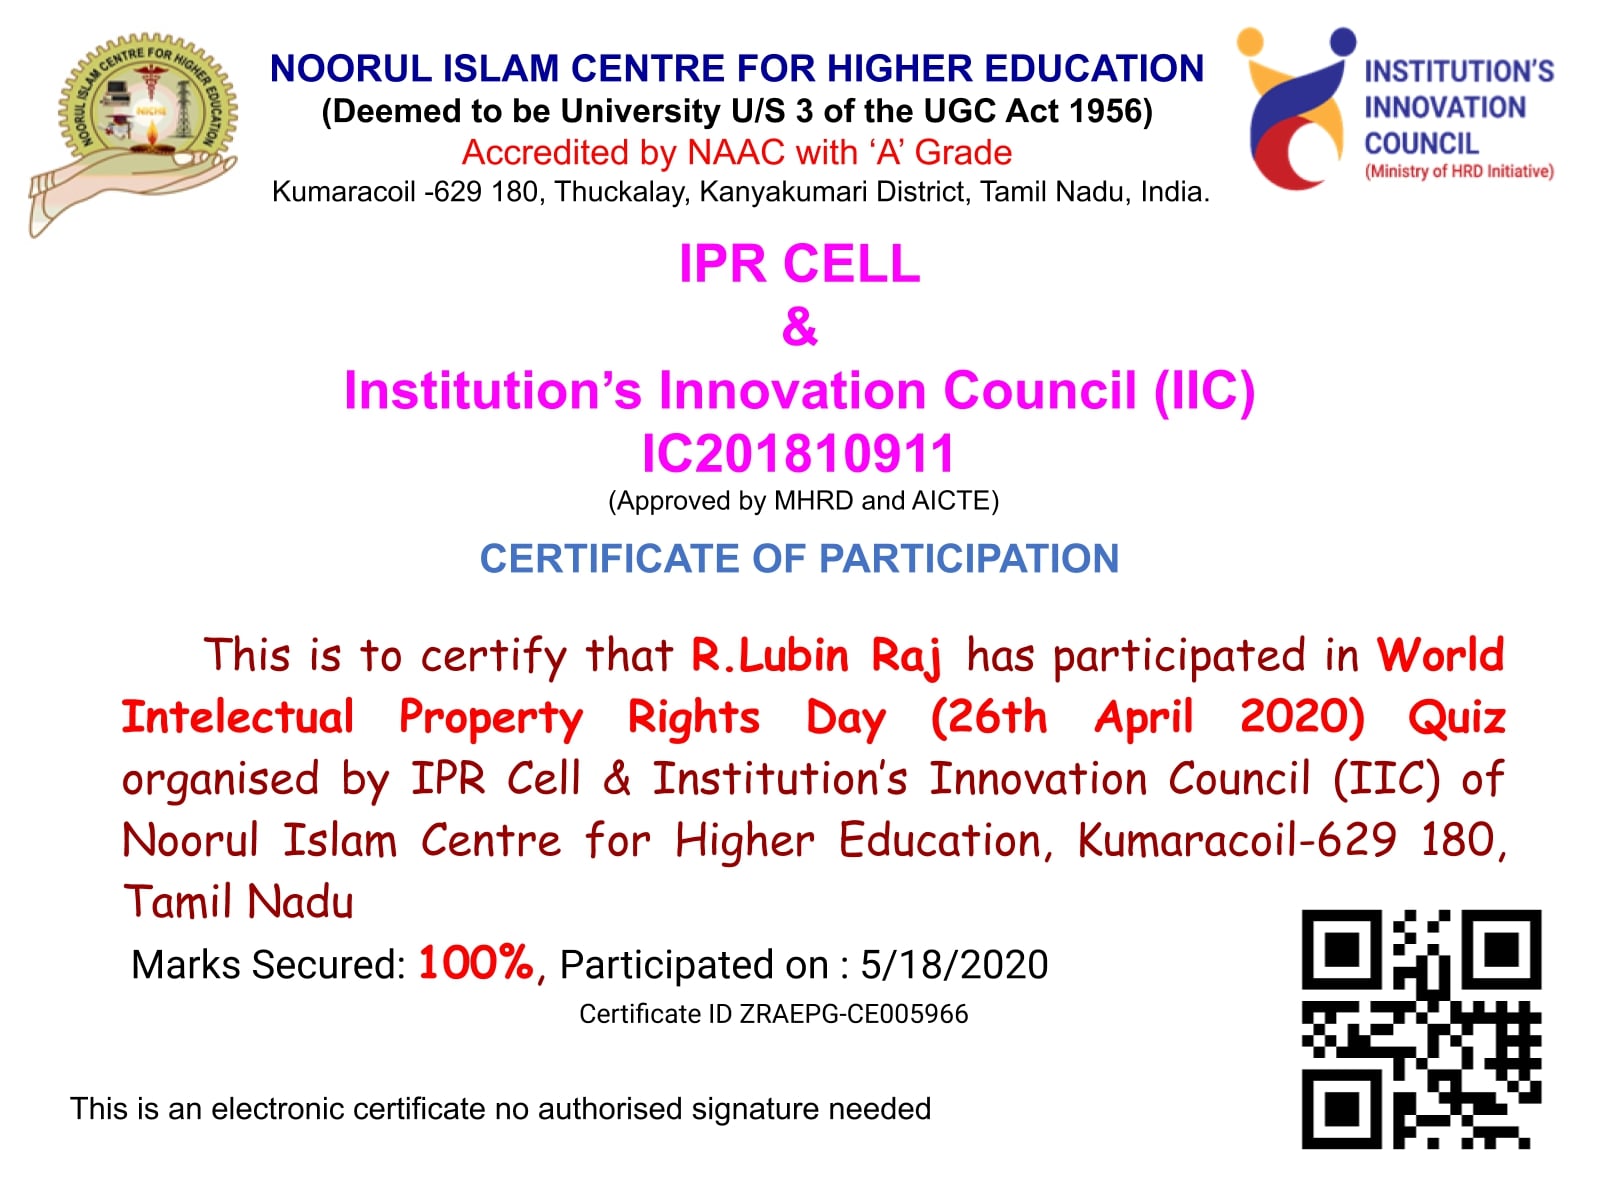 NOORUL ISLAM CENTRE FOR HIGHER EDUCATION
NICHE
NOORUL ISLAM CENTRE FOR HIGHER EDUCATION
(Deemed to be University U/S 3 of the UGC Act 1956)
Accredited by NAAC with ‘A’ Grade
Kumaracoil -629 180, Thuckalay, Kanyakumari District, Tamil Nadu, India.
INSTITUTION'S
INNOVATION
COUNCIL
(Ministry of HRD Initiative)
IPR CELL
&
Institution’s Innovation Council (IIC)
IC201810911
(Approved by MHRD and AICTE)
CERTIFICATE OF PARTICIPATION
This is to certify that R.Lubin Raj has participated in World
Intelectual Property Rights Day (26th April 2020) Quiz
organised by IPR Cell & Institution’s Innovation Council (IIC) of
Noorul Islam Centre for Higher Education, Kumaracoil-629 180,
Tamil Nadu
Marks Secured: 100%, Participated on : 5/18/2020
Certificate ID ZRAEPG-CE005966
This is an electronic certificate no authorised signature needed